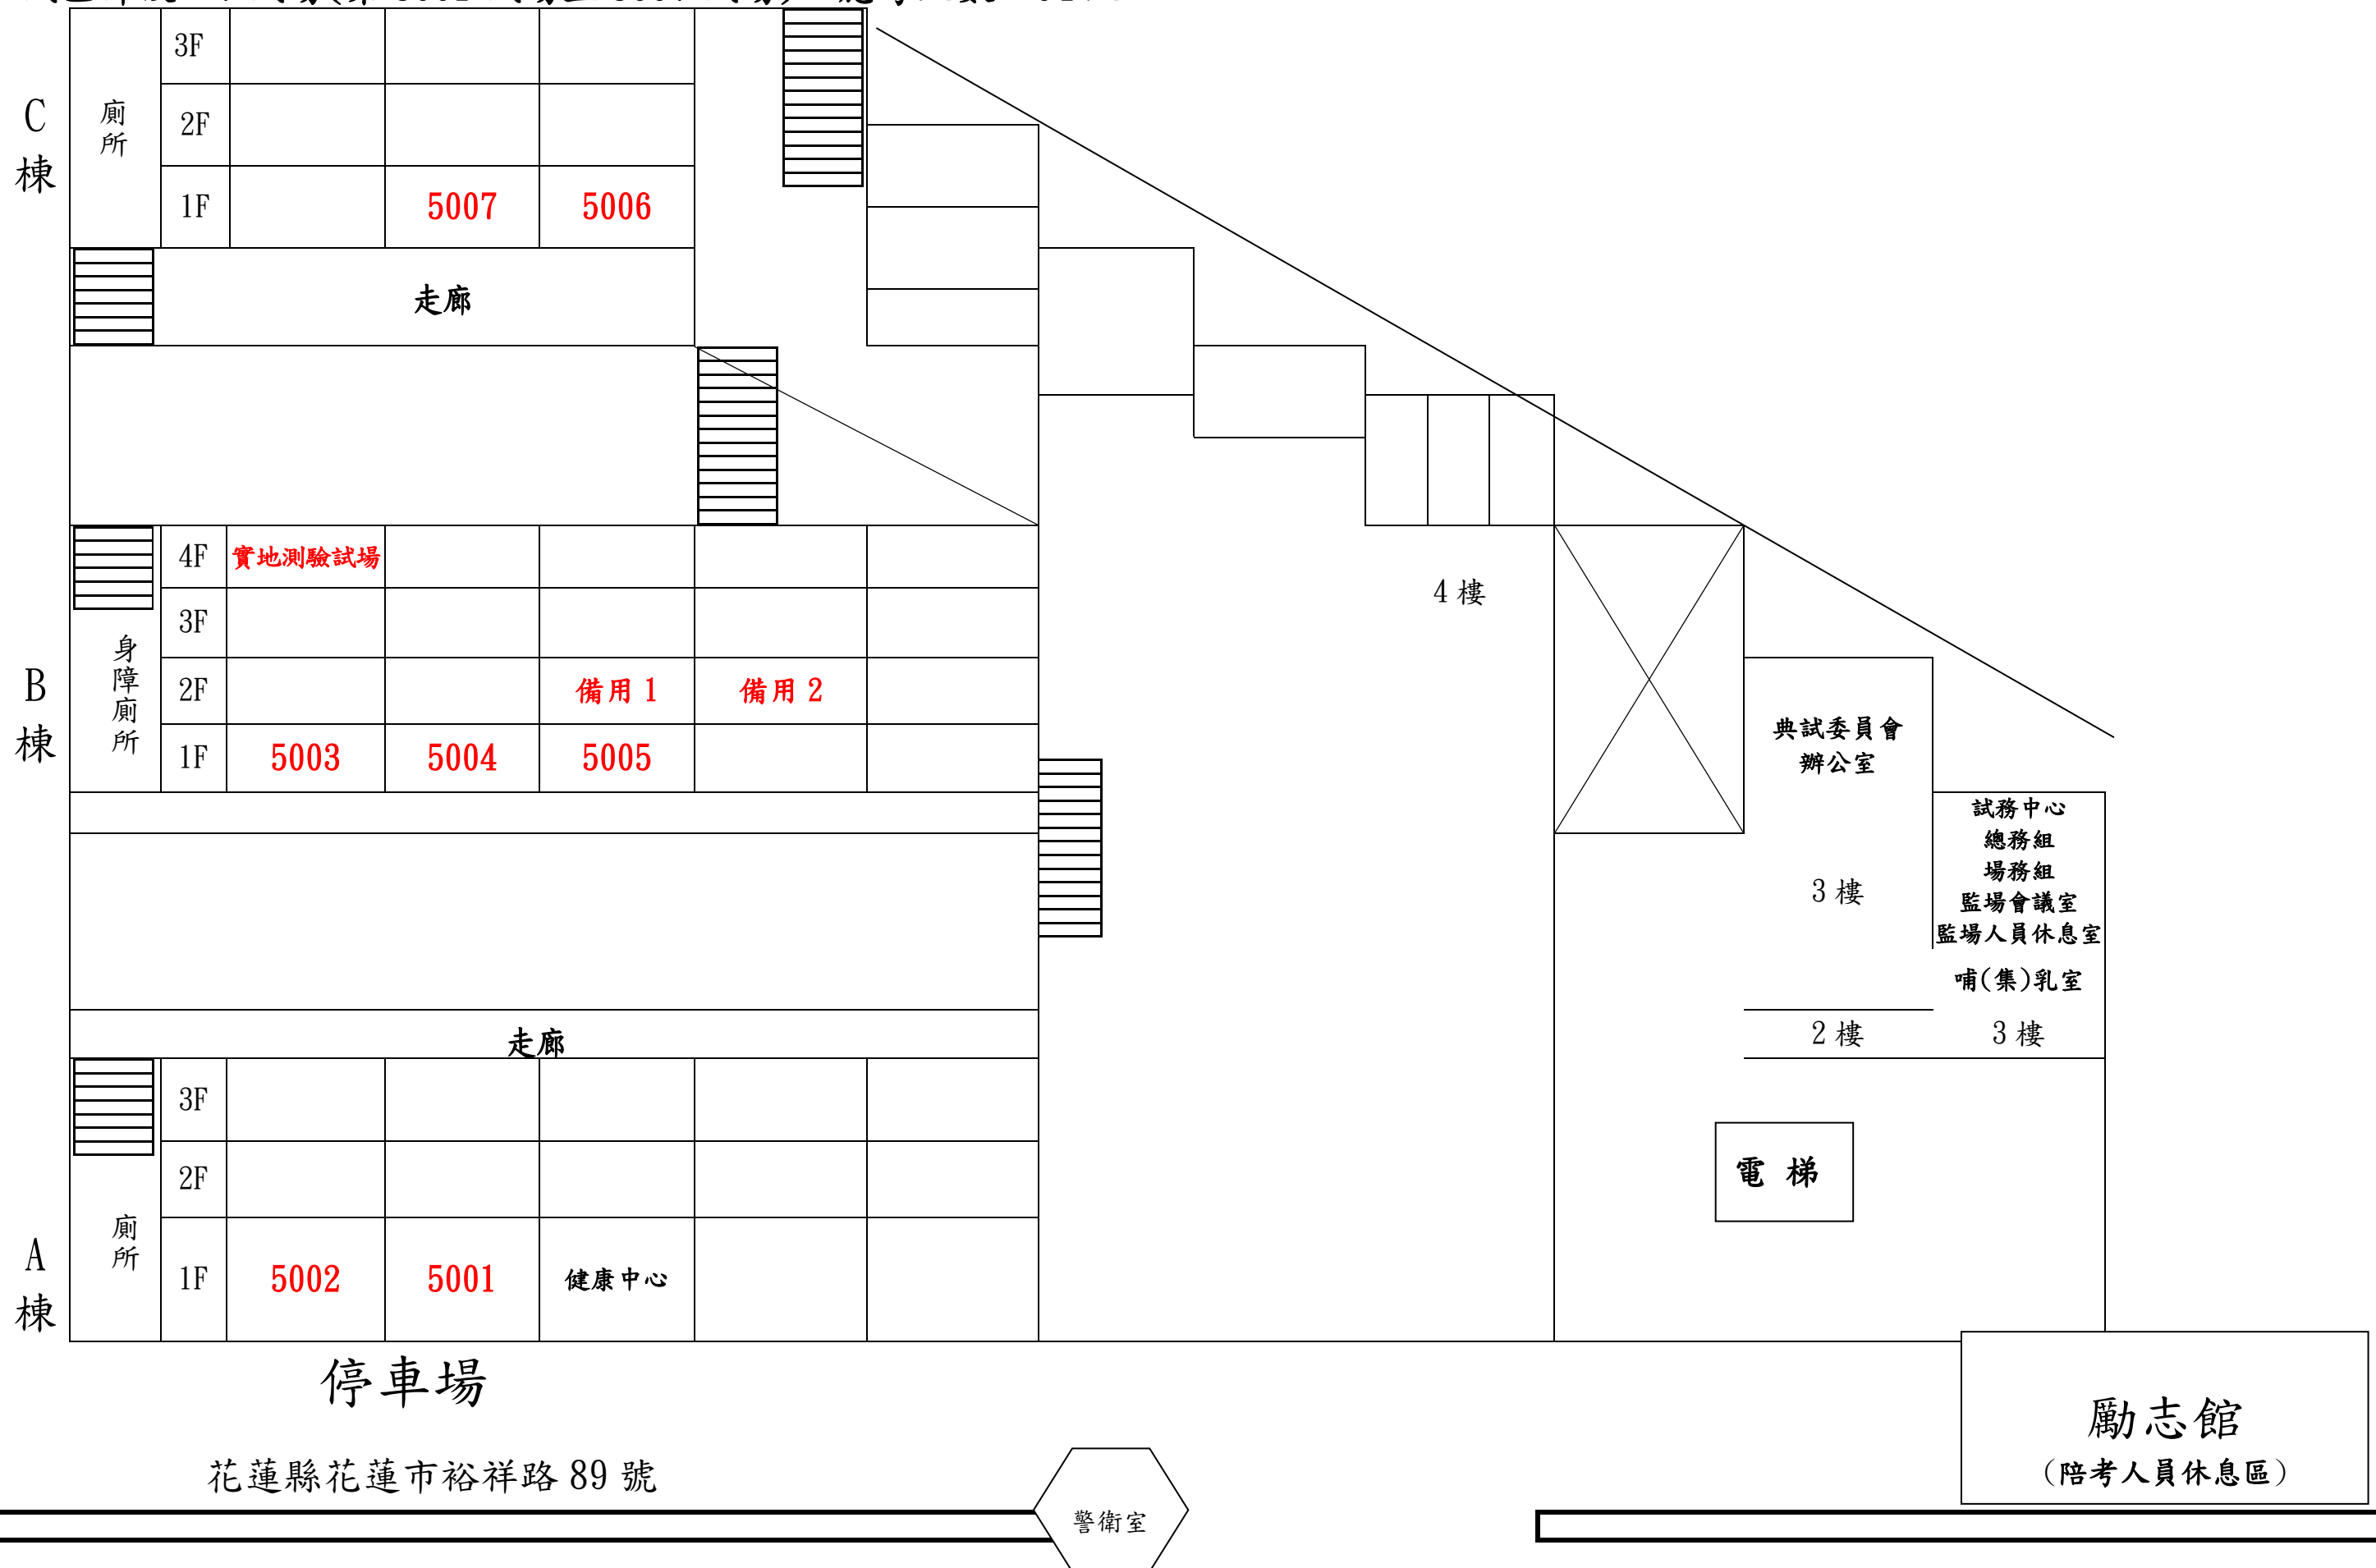 C棟
廁所
3F
2F
1F
5007
5006
走廊
B棟
身障廁所
4F
實地測驗試場
3F
2F
備用1
備用2
1F
5003
5004
5005
4樓
典試委員會
辦公室
3樓
2樓
試務中心
總務組
場務組
監場會議室
監場人員休息室
哺(集)乳室
3樓
走廊
A棟
廁所
3F
2F
1F
5002
5001
健康中心
電梯
停車場
花蓮縣花蓮市裕祥路89號
警衛室
勵志館
(陪考人員休息區)